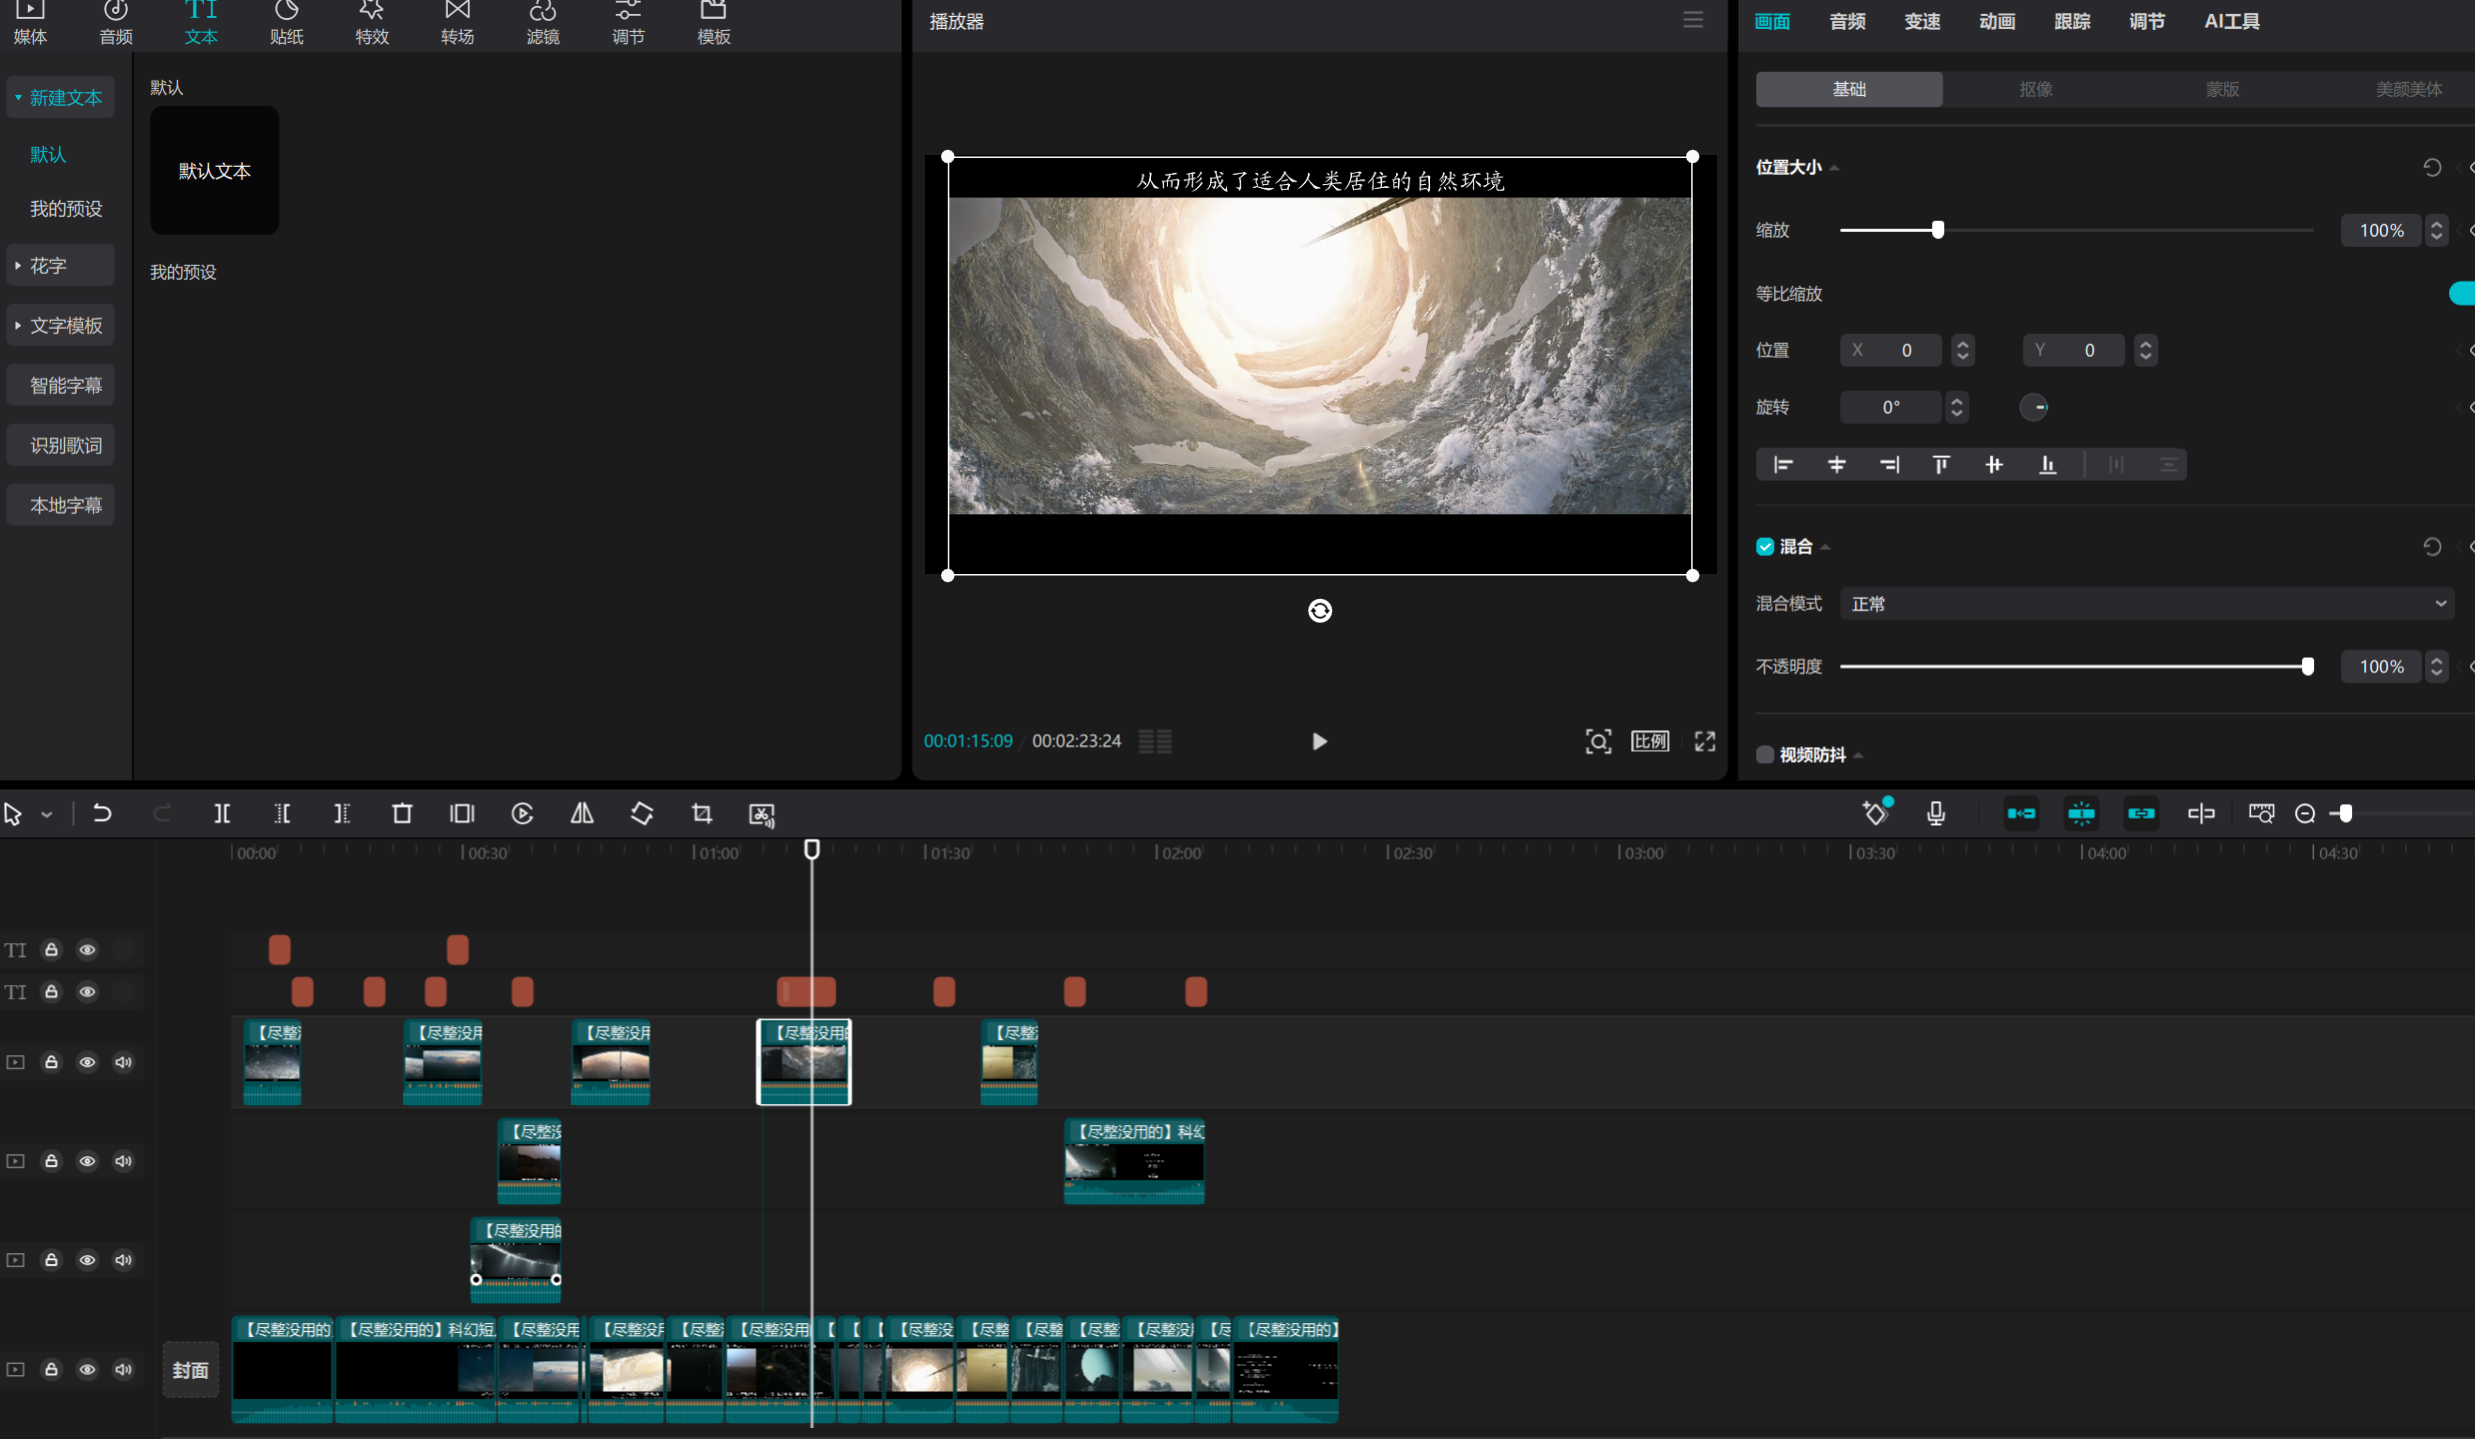 媒体 音频 TI 文本 贴纸 特效 转场 滤镜 调节 模板
新建文本
默认
我的预设
花字
文字模板
智能字幕
识别歌词
本地字幕
默认
默认文本
我的预设
播放器
从而形成了适合人类居住的自然环境
00:01:15:09 / 00:02:23:24
比例
画面 音频 变速 动画 跟踪 调节 AI工具
基础 抠像 蒙版 美颜美体
位置大小
缩放 100%
等比缩放
位置 X 0 Y 0
旋转 0°
混合
混合模式 正常
不透明度 100%
视频防抖
00:00 00:30 01:00 01:30 02:00 02:30 03:00 03:30 04:00 04:30
TI
TI
【尽整 【尽整没用 【尽整没用 【尽整没用 【尽整
【尽整没 【尽整没用的】科幻
【尽整没用的
封面
【尽整没用的 【尽整没用的】科幻短 【尽整没用 【尽整没用 【尽整 【尽整没用 【 【 【 【尽整没 【尽整 【尽整 【尽整 【尽整没 【尽 【尽整没用的】